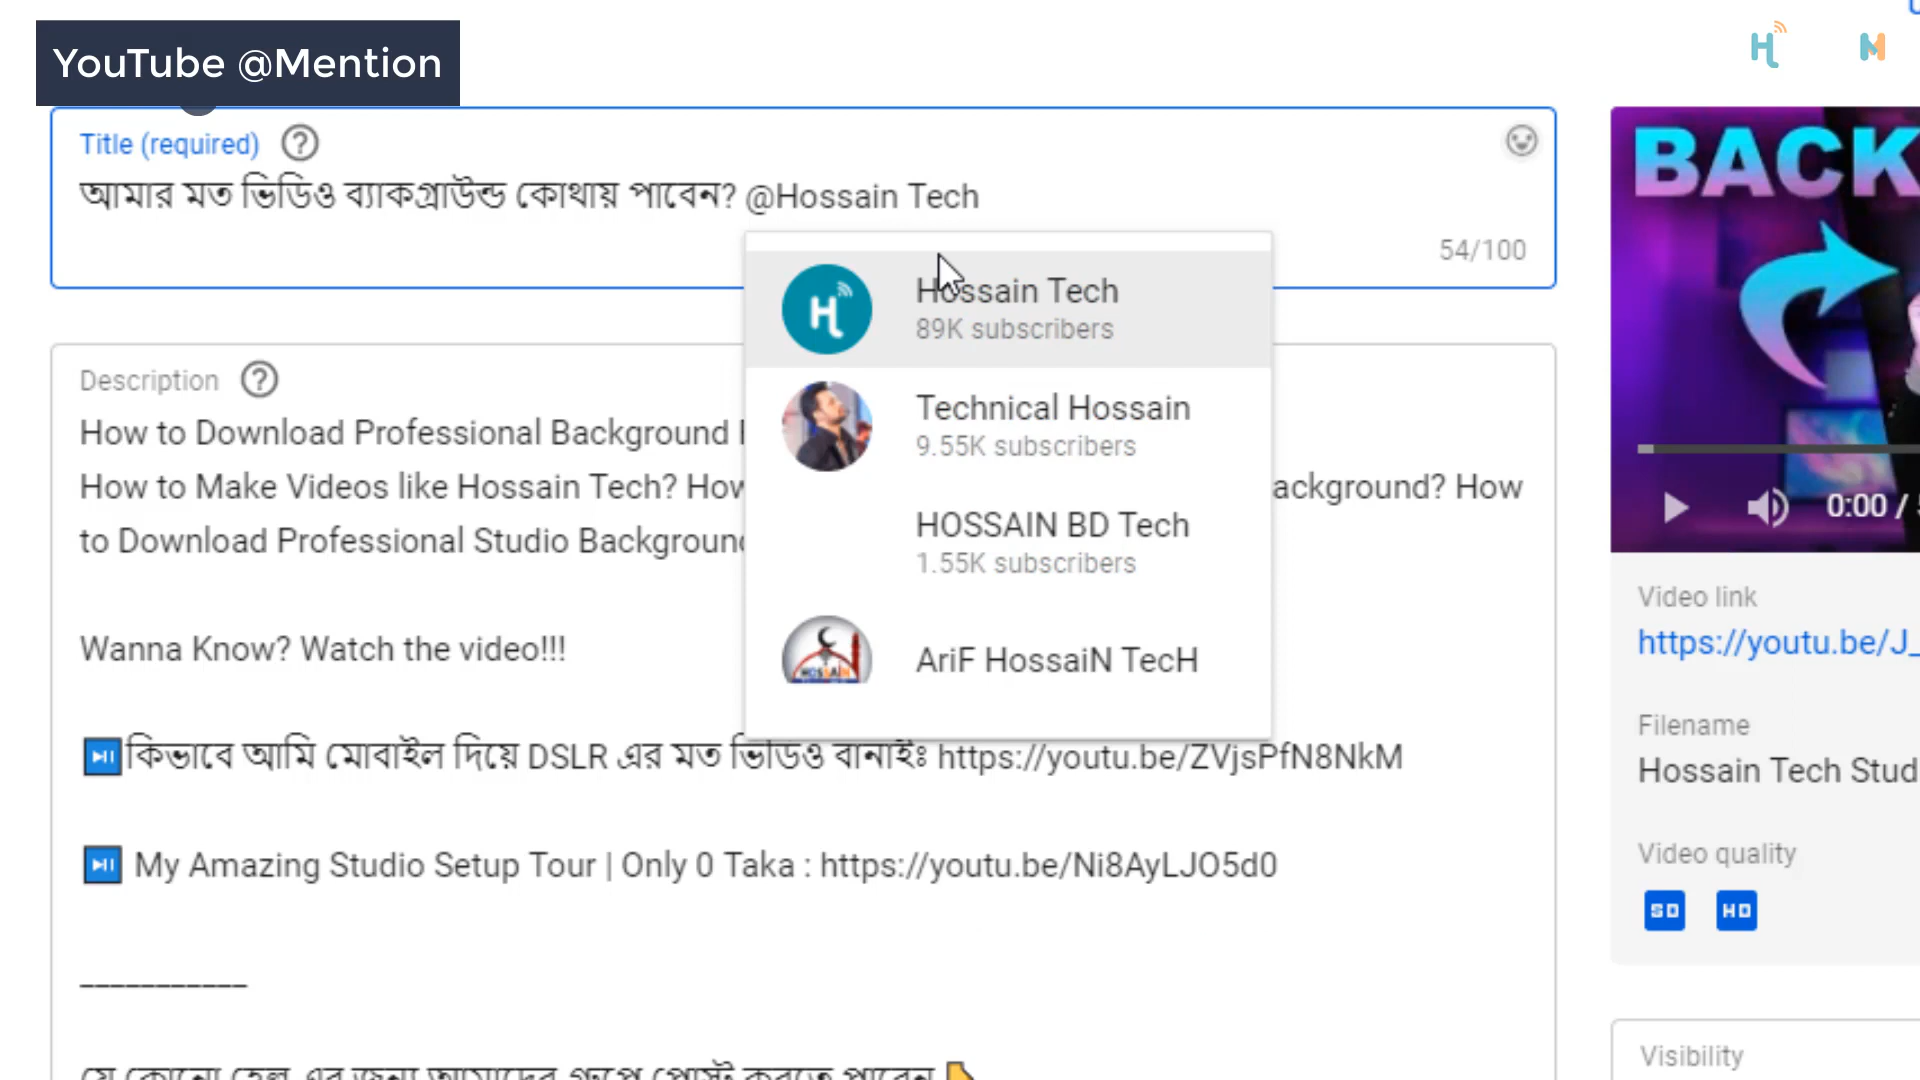 YouTube @Mention
Title (required)
আমার মত ভিডিও ব্যাকগ্রাউন্ড কোথায় পাবেন? @Hossain Tech
54/100
Hossain Tech
89K subscribers
Technical Hossain
9.55K subscribers
HOSSAIN BD Tech
1.55K subscribers
AriF HossaiN TecH
Description
How to Download Professional Background
How to Make Videos like Hossain Tech? How ackground? How
to Download Professional Studio Background
Wanna Know? Watch the video!!!
কিভাবে আমি মোবাইল দিয়ে DSLR এর মত ভিডিও বানাইঃ https://youtu.be/ZVjsPfN8NkM
My Amazing Studio Setup Tour | Only 0 Taka : https://youtu.be/Ni8AyLJO5d0
___________
যে কোনো হেল্প এর জন্য আমাদের গ্রুপে পোস্ট করতে পারেন
BACK
0:00 /
Video link
https://youtu.be/J_
Filename
Hossain Tech Stud
Video quality
SD HD
Visibility